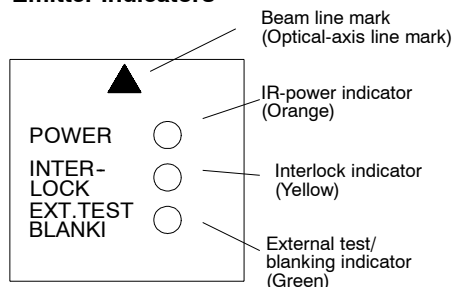 Emitter Indicators
Beam line mark
(Optical-axis line mark)
IR-power indicator
(Orange)
POWER
INTER-
LOCK
Interlock indicator
(Yellow)
EXT.TEST
BLANKI
External test/
blanking indicator
(Green)